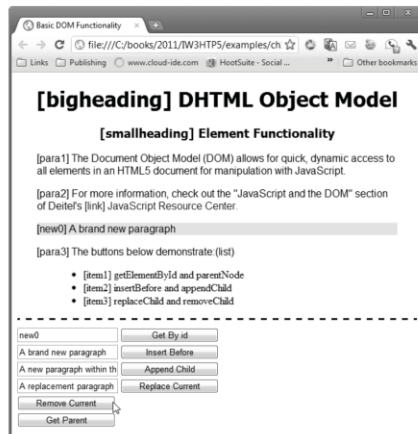 Basic DOM Functionality
file:///C:/books/2011/IW3HTP5/examples/ch
Links Publishing www.cloud-ide.com HootSuite - Social ... » Other bookmarks
[bigheading] DHTML Object Model
[smallheading] Element Functionality
[para1] The Document Object Model (DOM) allows for quick, dynamic access to
all elements in an HTML5 document for manipulation with JavaScript.
[para2] For more information, check out the "JavaScript and the DOM" section
of Deitel's [link] JavaScript Resource Center.
[new0] A brand new paragraph
[para3] The buttons below demonstrate:(list)
• [item1] getElementById and parentNode
• [item2] insertBefore and appendChild
• [item3] replaceChild and removeChild
new0 Get By id
A brand new paragraph Insert Before
A new paragraph within th Append Child
A replacement paragraph Replace Current
Remove Current
Get Parent